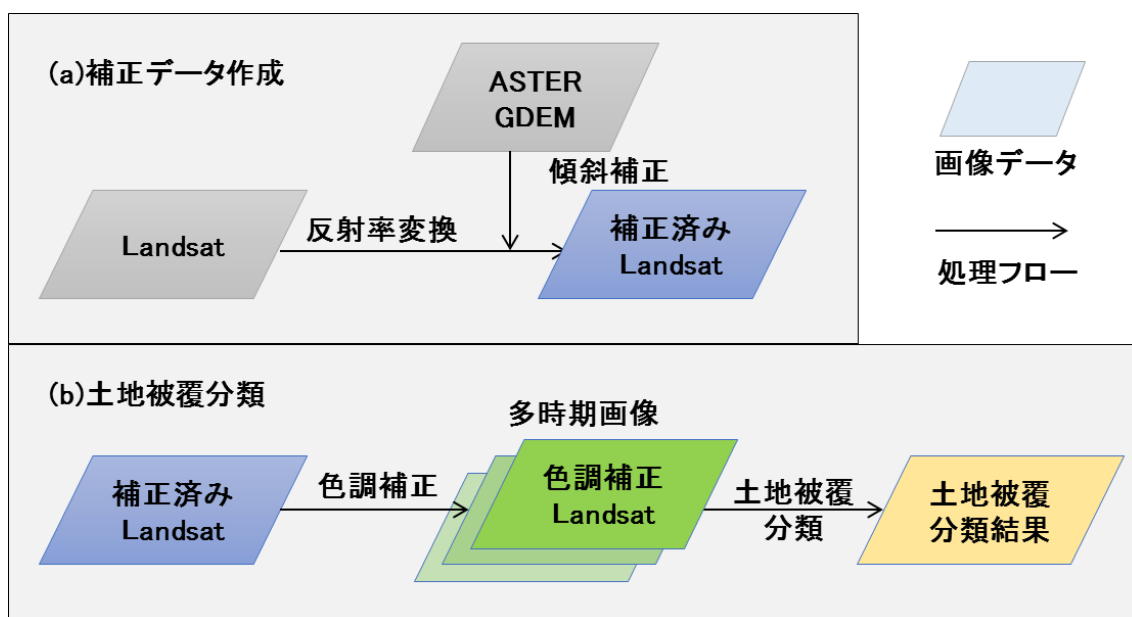 (a)補正データ作成
ASTER
GDEM
傾斜補正
Landsat
反射率変換
補正済み
Landsat
画像データ
処理フロー
(b)土地被覆分類
多時期画像
補正済み
Landsat
色調補正
色調補正
Landsat
土地被覆
分類
土地被覆
分類結果